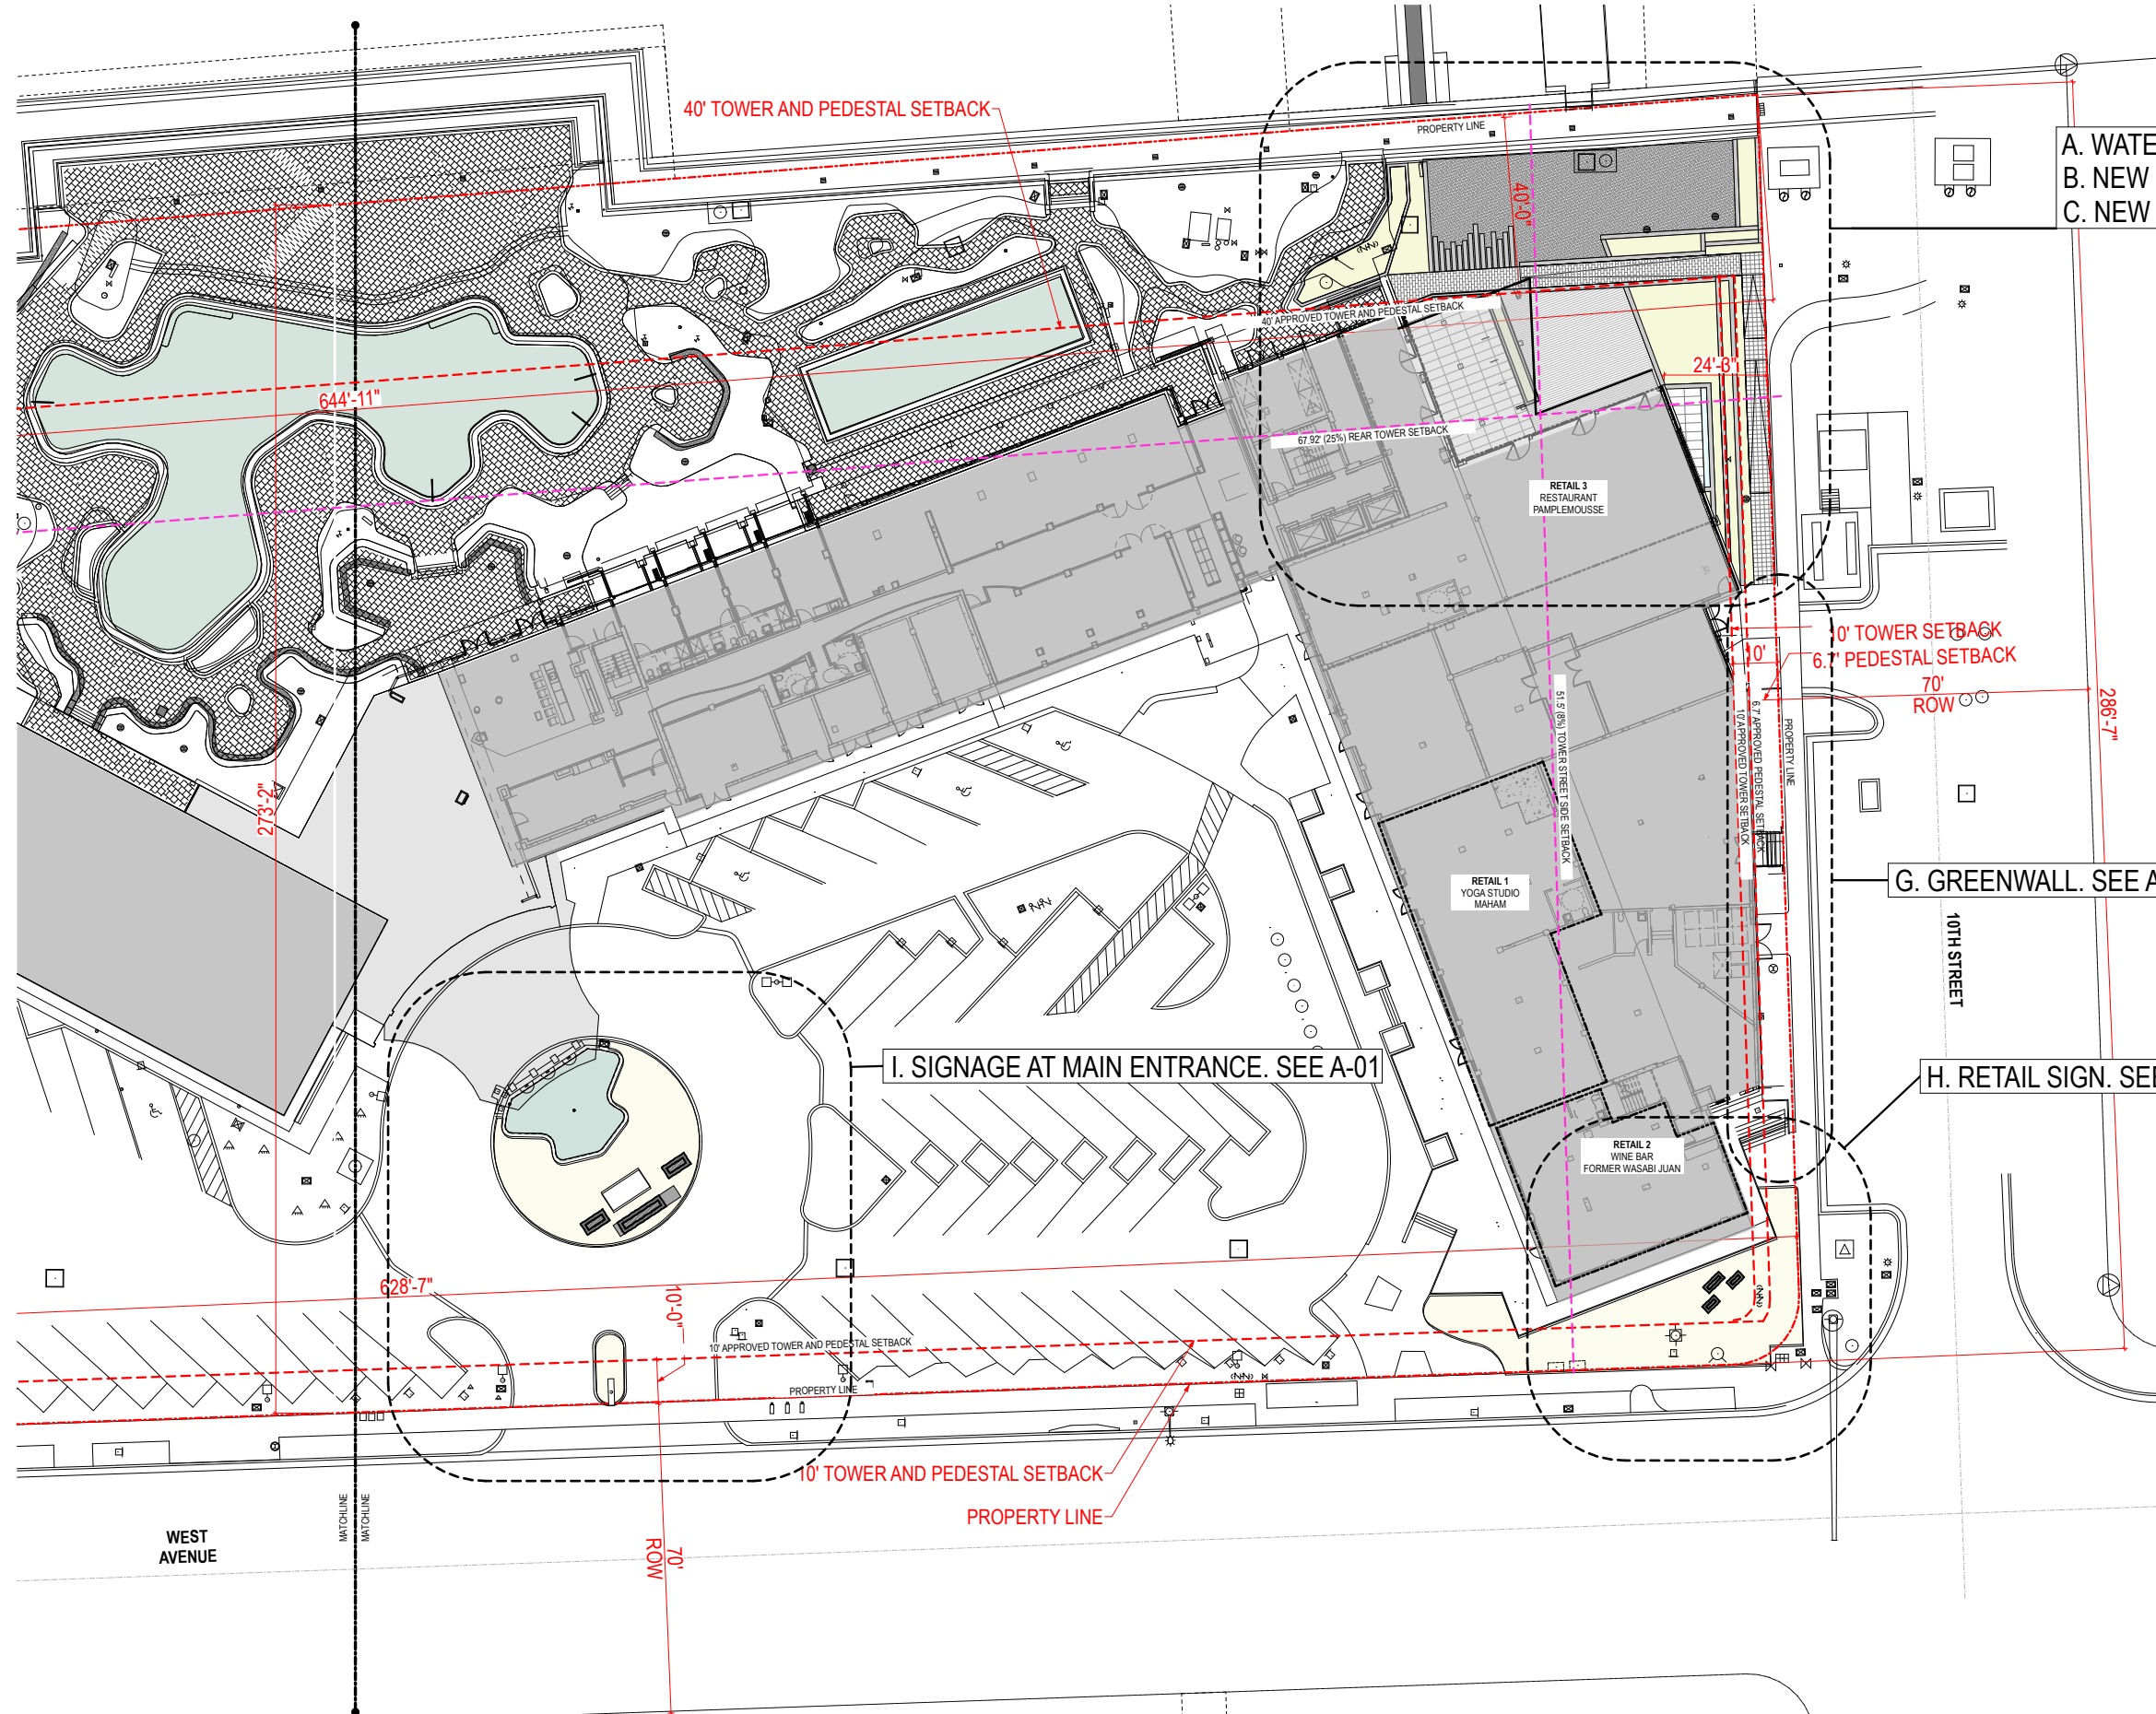 40' TOWER AND PEDESTAL SETBACK
PROPERTY LINE
A. WATE
B. NEW
C. NEW
40'-0"
40' APPROVED TOWER AND PEDESTAL SETBACK
24'-3"
644'-11"
67.92' (25%) REAR TOWER SETBACK
RETAIL 3
RESTAURANT
PAMPLEMOUSSE
10' TOWER SETBACK
10'
6.7' PEDESTAL SETBACK
70'
ROW
286'-7"
51.5' (8%) TOWER STREET SIDE SETBACK
10' APPROVED TOWER SETBACK
6.7' APPROVED PEDESTAL SETBACK
PROPERTY LINE
273'-2"
RETAIL 1
YOGA STUDIO
MAHAM
G. GREENWALL. SEE A
10TH STREET
I. SIGNAGE AT MAIN ENTRANCE. SEE A-01
H. RETAIL SIGN. SEE
RETAIL 2
WINE BAR
FORMER WASABI JUAN
628'-7"
10'-0"
10' APPROVED TOWER AND PEDESTAL SETBACK
PROPERTY LINE
10' TOWER AND PEDESTAL SETBACK
PROPERTY LINE
MATCHLINE
MATCHLINE
WEST
AVENUE
70'
ROW